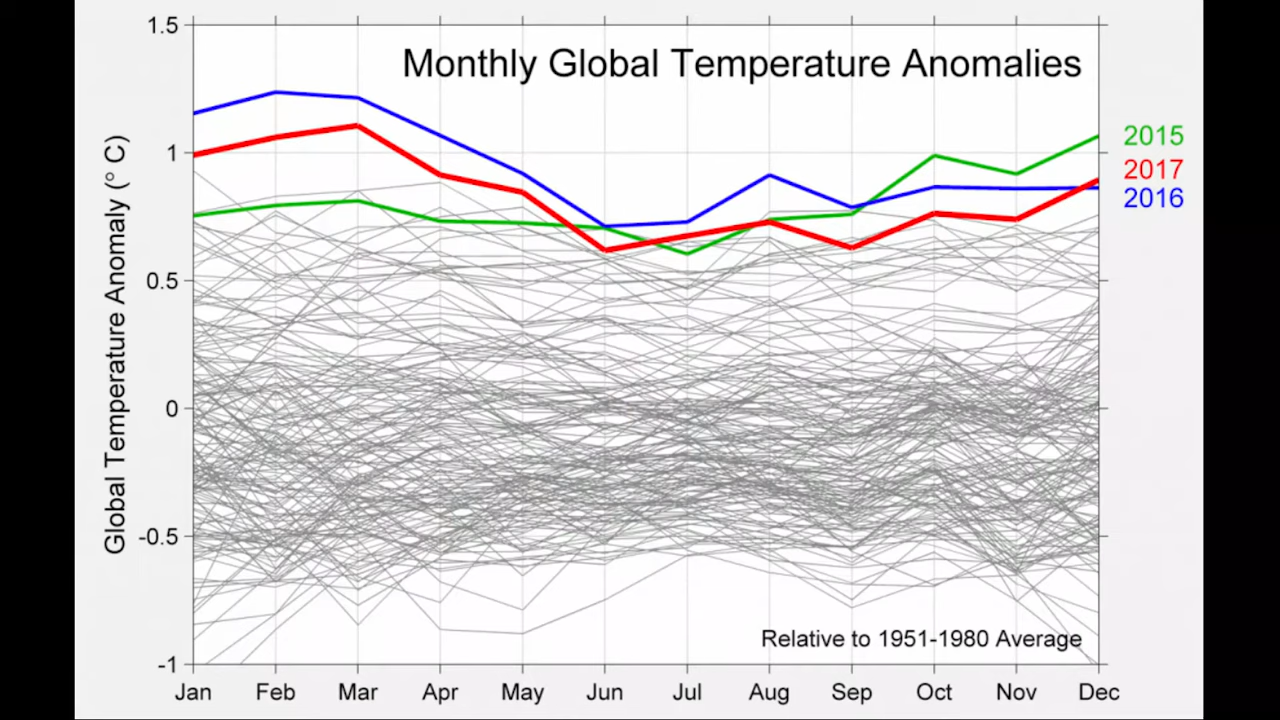 Monthly Global Temperature Anomalies
Global Temperature Anomaly (° C)
1.5
1
0.5
0
-0.5
-1
2015
2017
2016
Relative to 1951-1980 Average
Jan Feb Mar Apr May Jun Jul Aug Sep Oct Nov Dec